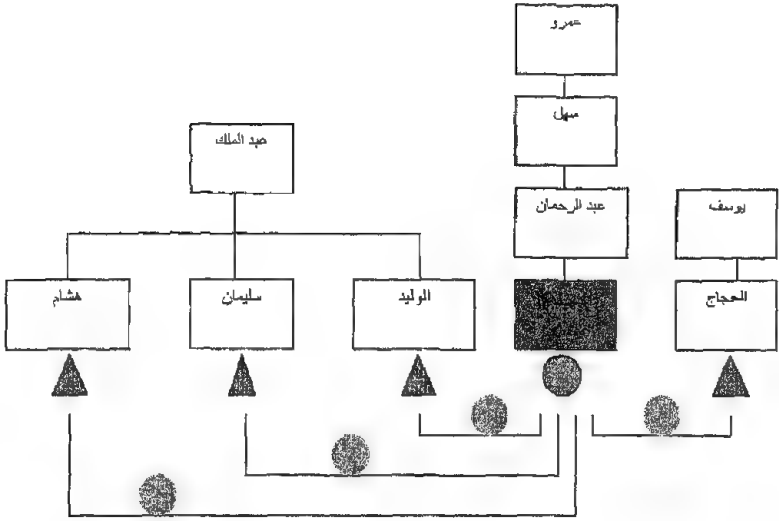 عمرو
سهل
عبد الملك
عبد الرحمان
يوسف
هشام
سليمان
الوليد
الحجاج